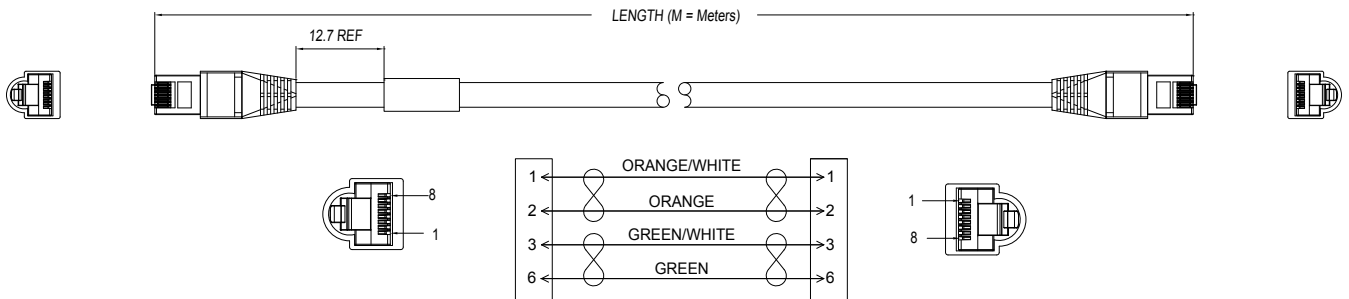 LENGTH (M = Meters)
12.7 REF
ORANGE/WHITE
1 1
ORANGE
2 2
GREEN/WHITE
3 3
GREEN
6 6
8
1
1
8